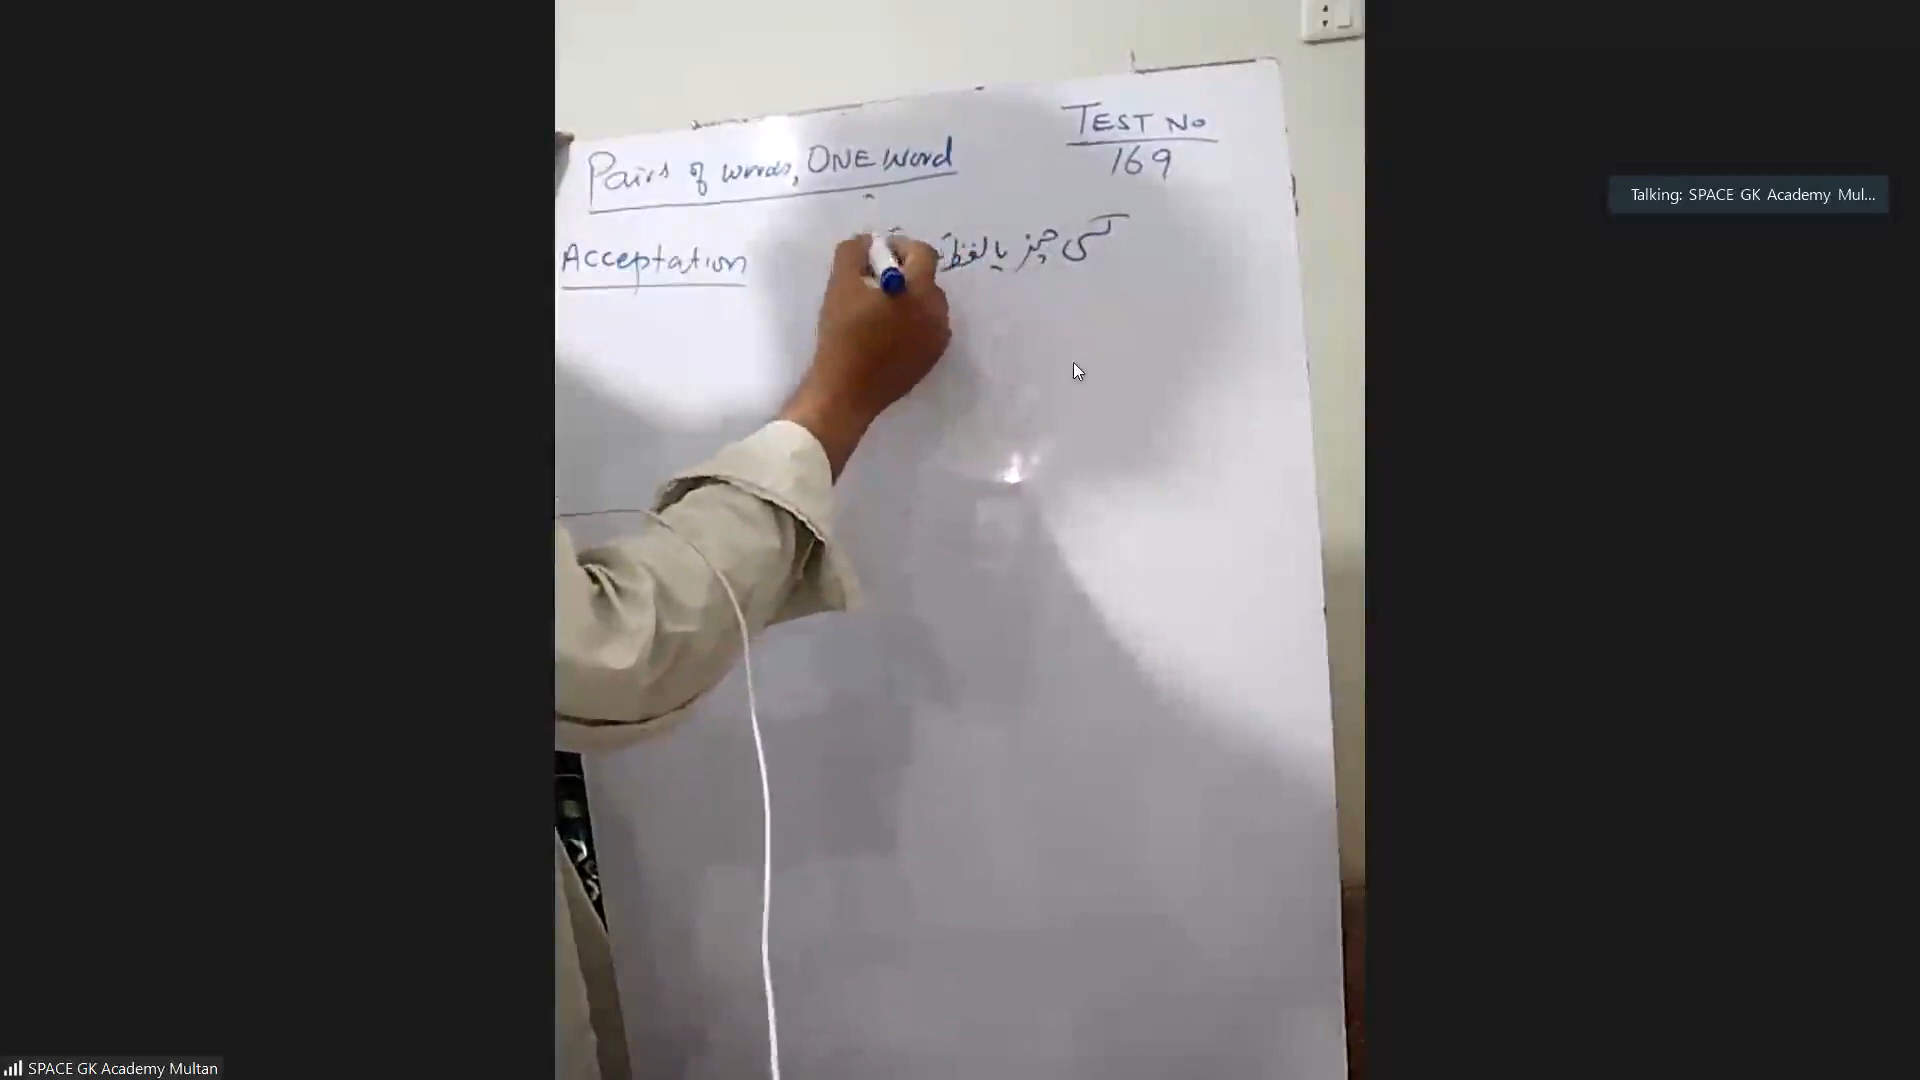 TEST No
169
Pairs of words, ONE Word
Acceptation
کسی چیز یا لفظ
Talking: SPACE GK Academy Mul...
SPACE GK Academy Multan